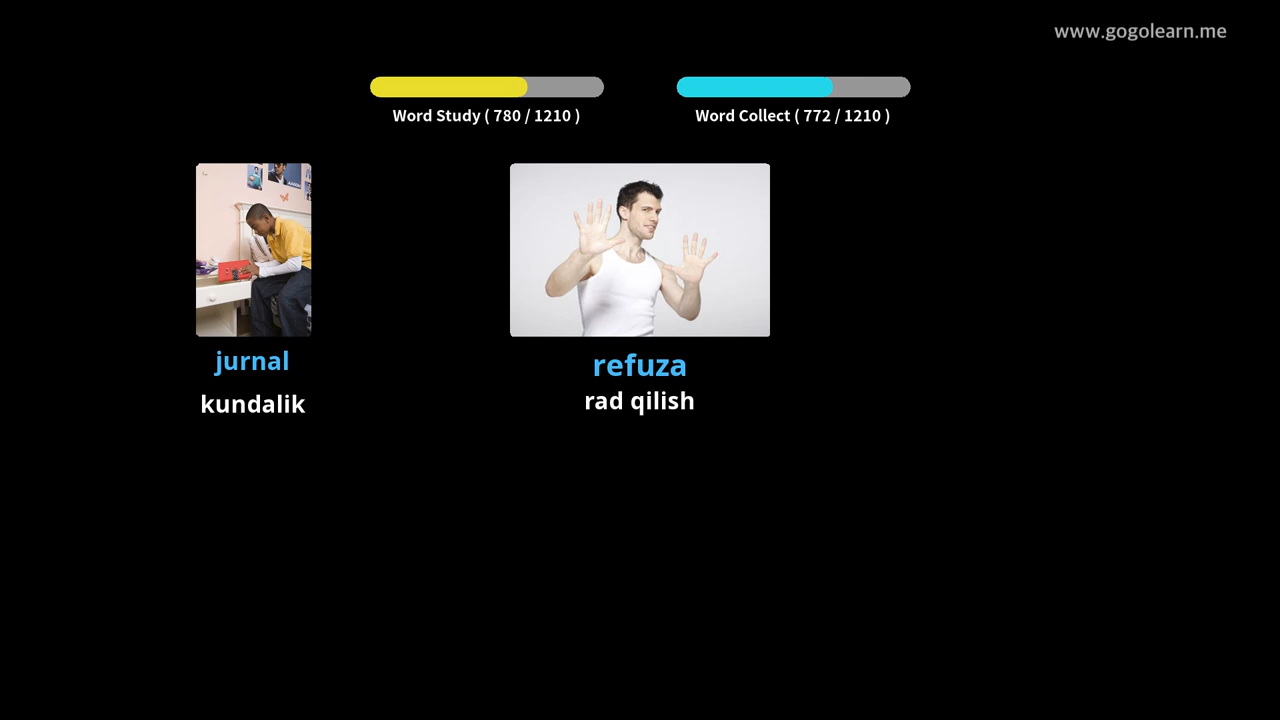 www.gogolearn.me
Word Study ( 780 / 1210 )
Word Collect ( 772 / 1210 )
jurnal
kundalik
refuza
rad qilish